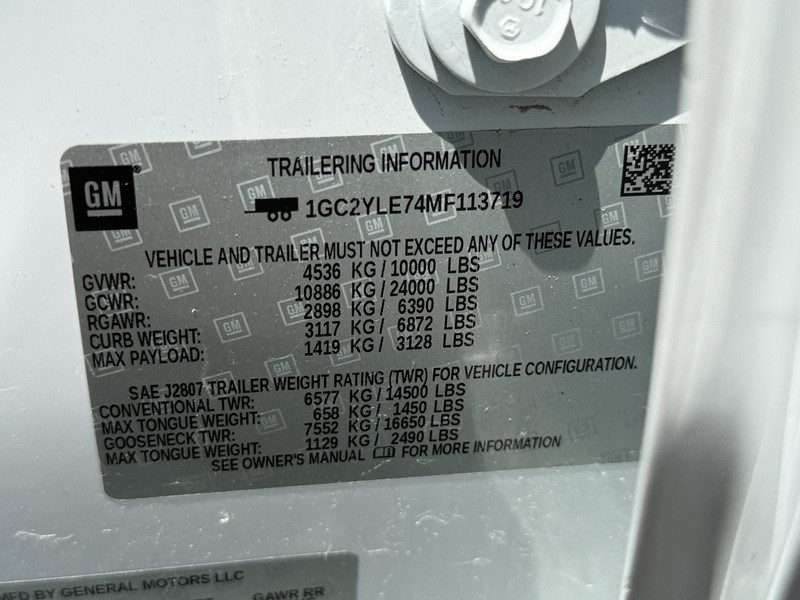 TRAILERING INFORMATION
GM
1GC2YLE74MF113719
VEHICLE AND TRAILER MUST NOT EXCEED ANY OF THESE VALUES.
GVWR: 4536 KG / 10000 LBS
GCWR: 10886 KG / 24000 LBS
RGAWR: 2898 KG / 6390 LBS
CURB WEIGHT: 3117 KG / 6872 LBS
MAX PAYLOAD: 1419 KG / 3128 LBS
SAE J2807 TRAILER WEIGHT RATING (TWR) FOR VEHICLE CONFIGURATION.
CONVENTIONAL TWR: 6577 KG / 14500 LBS
MAX TONGUE WEIGHT: 658 KG / 1450 LBS
GOOSENECK TWR: 7552 KG / 16650 LBS
MAX TONGUE WEIGHT: 1129 KG / 2490 LBS
SEE OWNER'S MANUAL FOR MORE INFORMATION
MFD BY GENERAL MOTORS LLC
GAWR RR